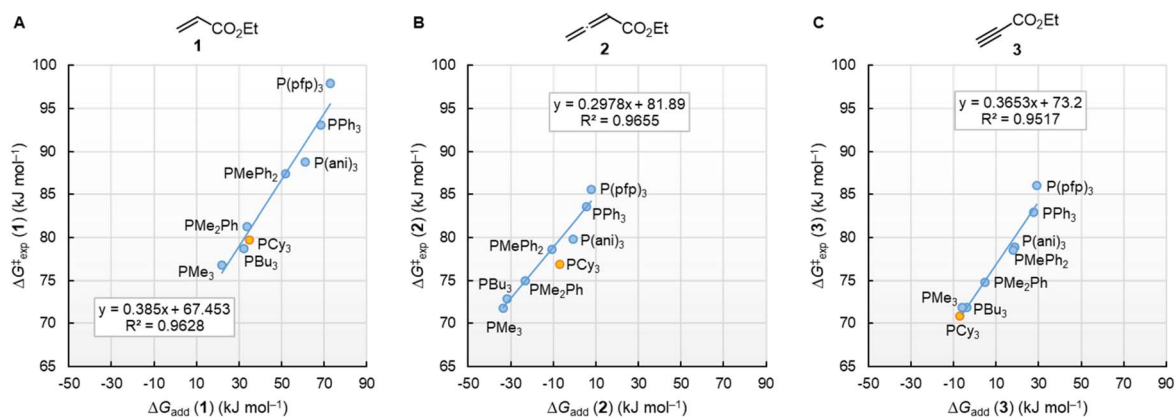 A
CO₂Et
1
ΔG‡exp (1) (kJ mol⁻¹)
100
95
90
85
80
75
70
65
P(pfp)₃
PPh₃
P(ani)₃
PMePh₂
PMe₂Ph
PCy₃
PBu₃
PMe₃
y = 0.385x + 67.453
R² = 0.9628
-50 -30 -10 10 30 50 70 90
ΔGadd (1) (kJ mol⁻¹)
B
CO₂Et
2
ΔG‡exp (2) (kJ mol⁻¹)
100
95
90
85
80
75
70
65
y = 0.2978x + 81.89
R² = 0.9655
P(pfp)₃
PPh₃
PMePh₂
P(ani)₃
PCy₃
PBu₃
PMe₂Ph
PMe₃
-50 -30 -10 10 30 50 70 90
ΔGadd (2) (kJ mol⁻¹)
C
CO₂Et
3
ΔG‡exp (3) (kJ mol⁻¹)
100
95
90
85
80
75
70
65
y = 0.3653x + 73.2
R² = 0.9517
P(pfp)₃
PPh₃
P(ani)₃
PMePh₂
PMe₂Ph
PMe₃
PBu₃
PCy₃
-50 -30 -10 10 30 50 70 90
ΔGadd (3) (kJ mol⁻¹)